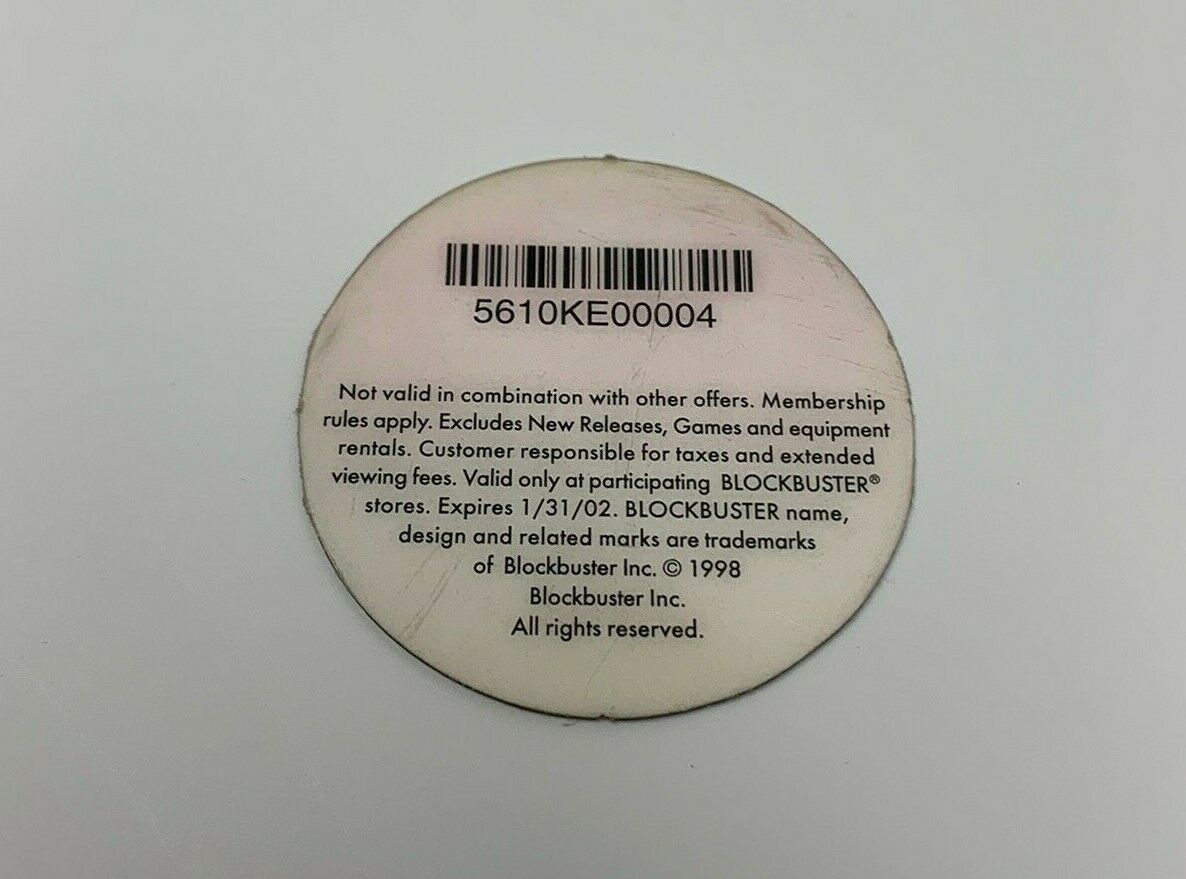 5610KE00004
Not valid in combination with other offers. Membership
rules apply. Excludes New Releases, Games and equipment
rentals. Customer responsible for taxes and extended
viewing fees. Valid only at participating BLOCKBUSTER®
stores. Expires 1/31/02. BLOCKBUSTER name,
design and related marks are trademarks
of Blockbuster Inc. © 1998
Blockbuster Inc.
All rights reserved.